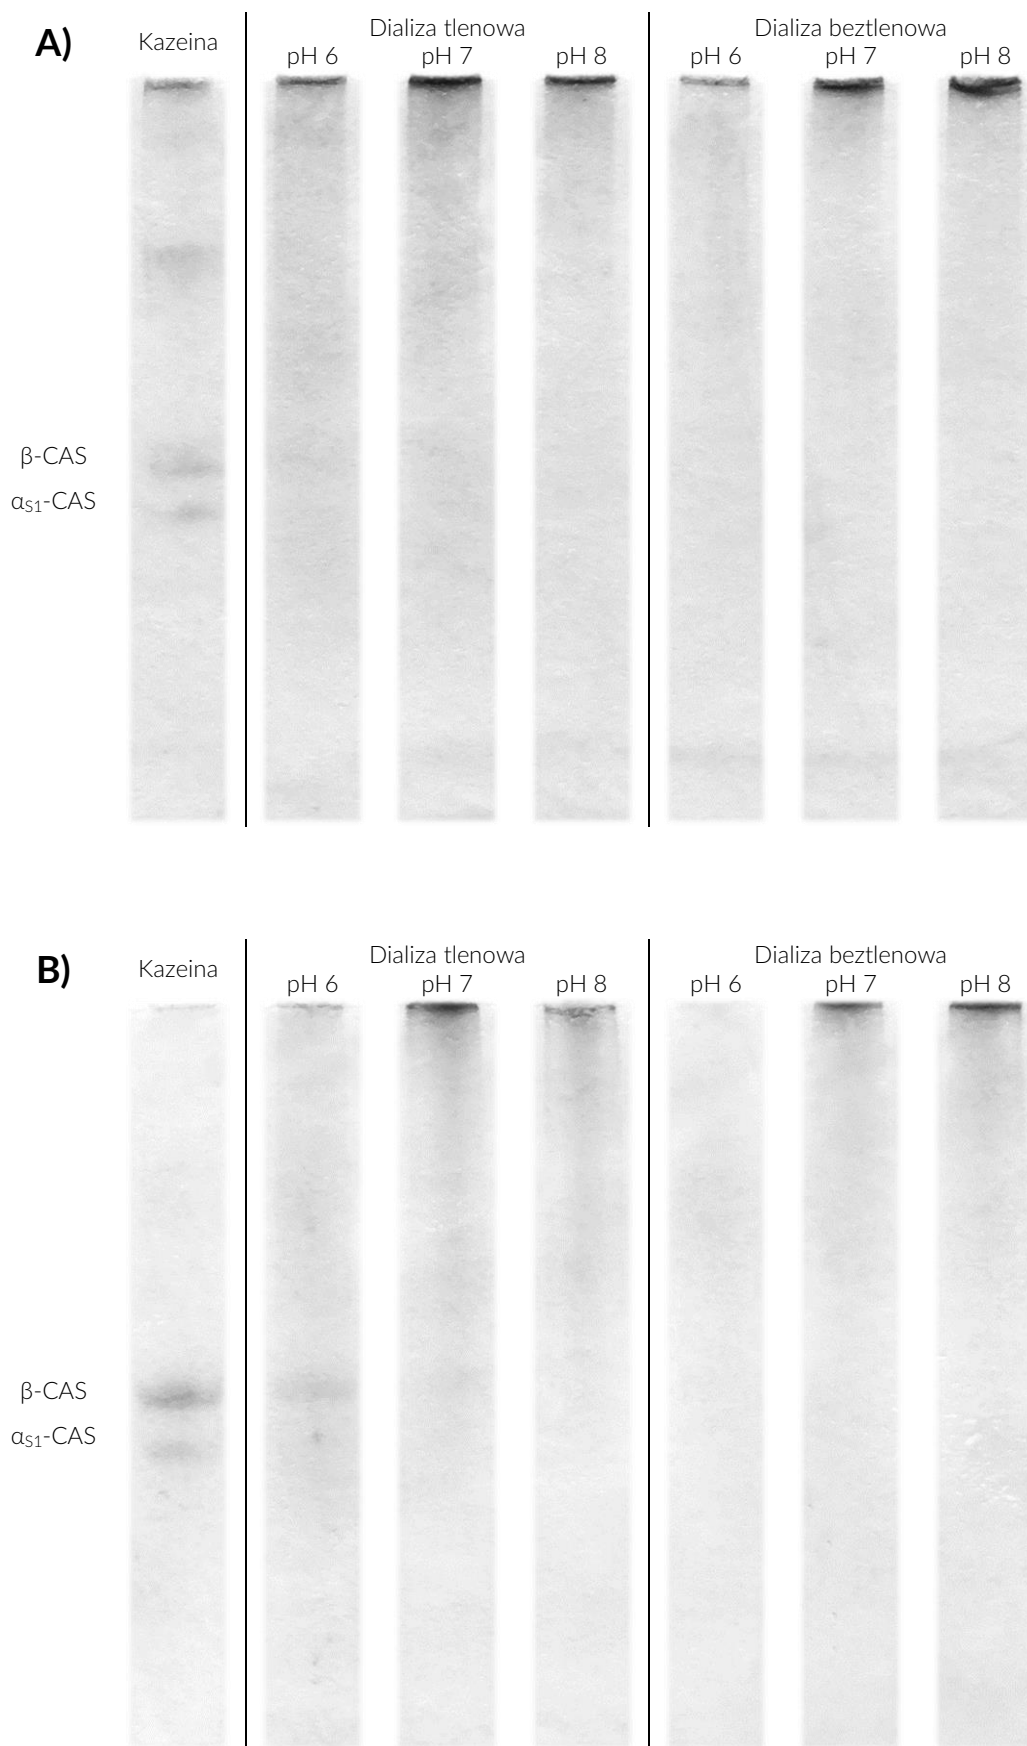 A)
Kazeina
Dializa tlenowa
pH 6 pH 7 pH 8
Dializa beztlenowa
pH 6 pH 7 pH 8
β-CAS
αS1-CAS
B)
Kazeina
Dializa tlenowa
pH 6 pH 7 pH 8
Dializa beztlenowa
pH 6 pH 7 pH 8
β-CAS
αS1-CAS